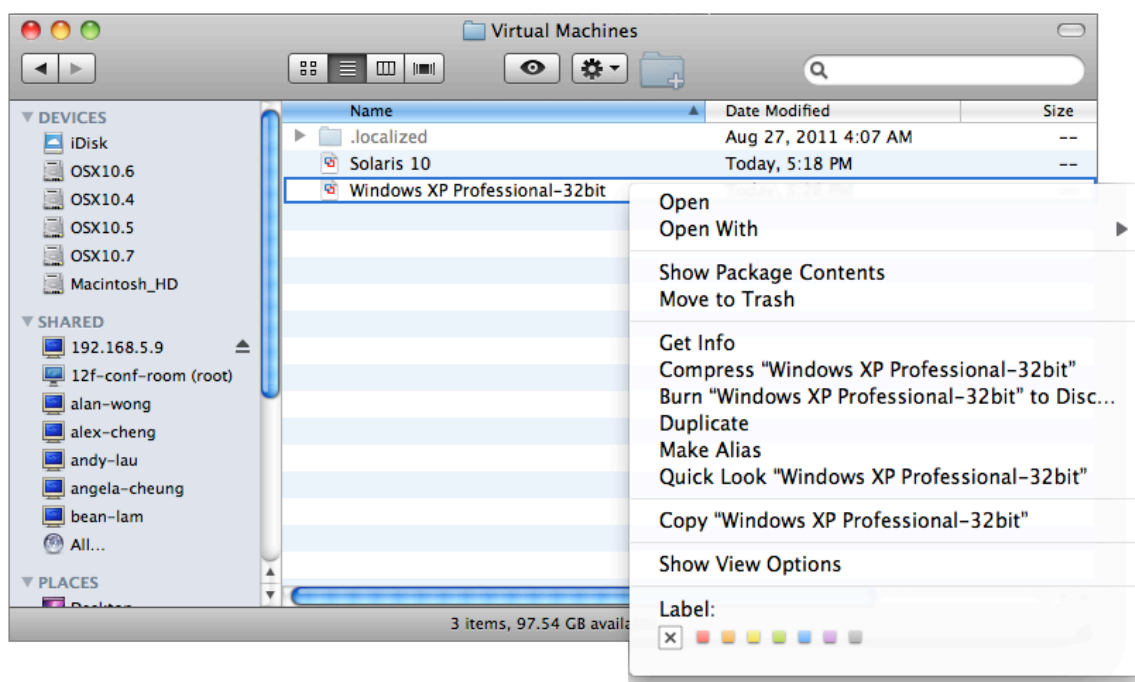 Virtual Machines
DEVICES
iDisk
OSX10.6
OSX10.4
OSX10.5
OSX10.7
Macintosh_HD
SHARED
192.168.5.9
12f-conf-room (root)
alan-wong
alex-cheng
andy-lau
angela-cheung
bean-lam
All...
PLACES
Desktop
Name Date Modified Size
.localized Aug 27, 2011 4:07 AM --
Solaris 10 Today, 5:18 PM --
Windows XP Professional-32bit
3 items, 97.54 GB availa
Open
Open With
Show Package Contents
Move to Trash
Get Info
Compress “Windows XP Professional-32bit”
Burn “Windows XP Professional-32bit” to Disc...
Duplicate
Make Alias
Quick Look “Windows XP Professional-32bit”
Copy “Windows XP Professional-32bit”
Show View Options
Label: